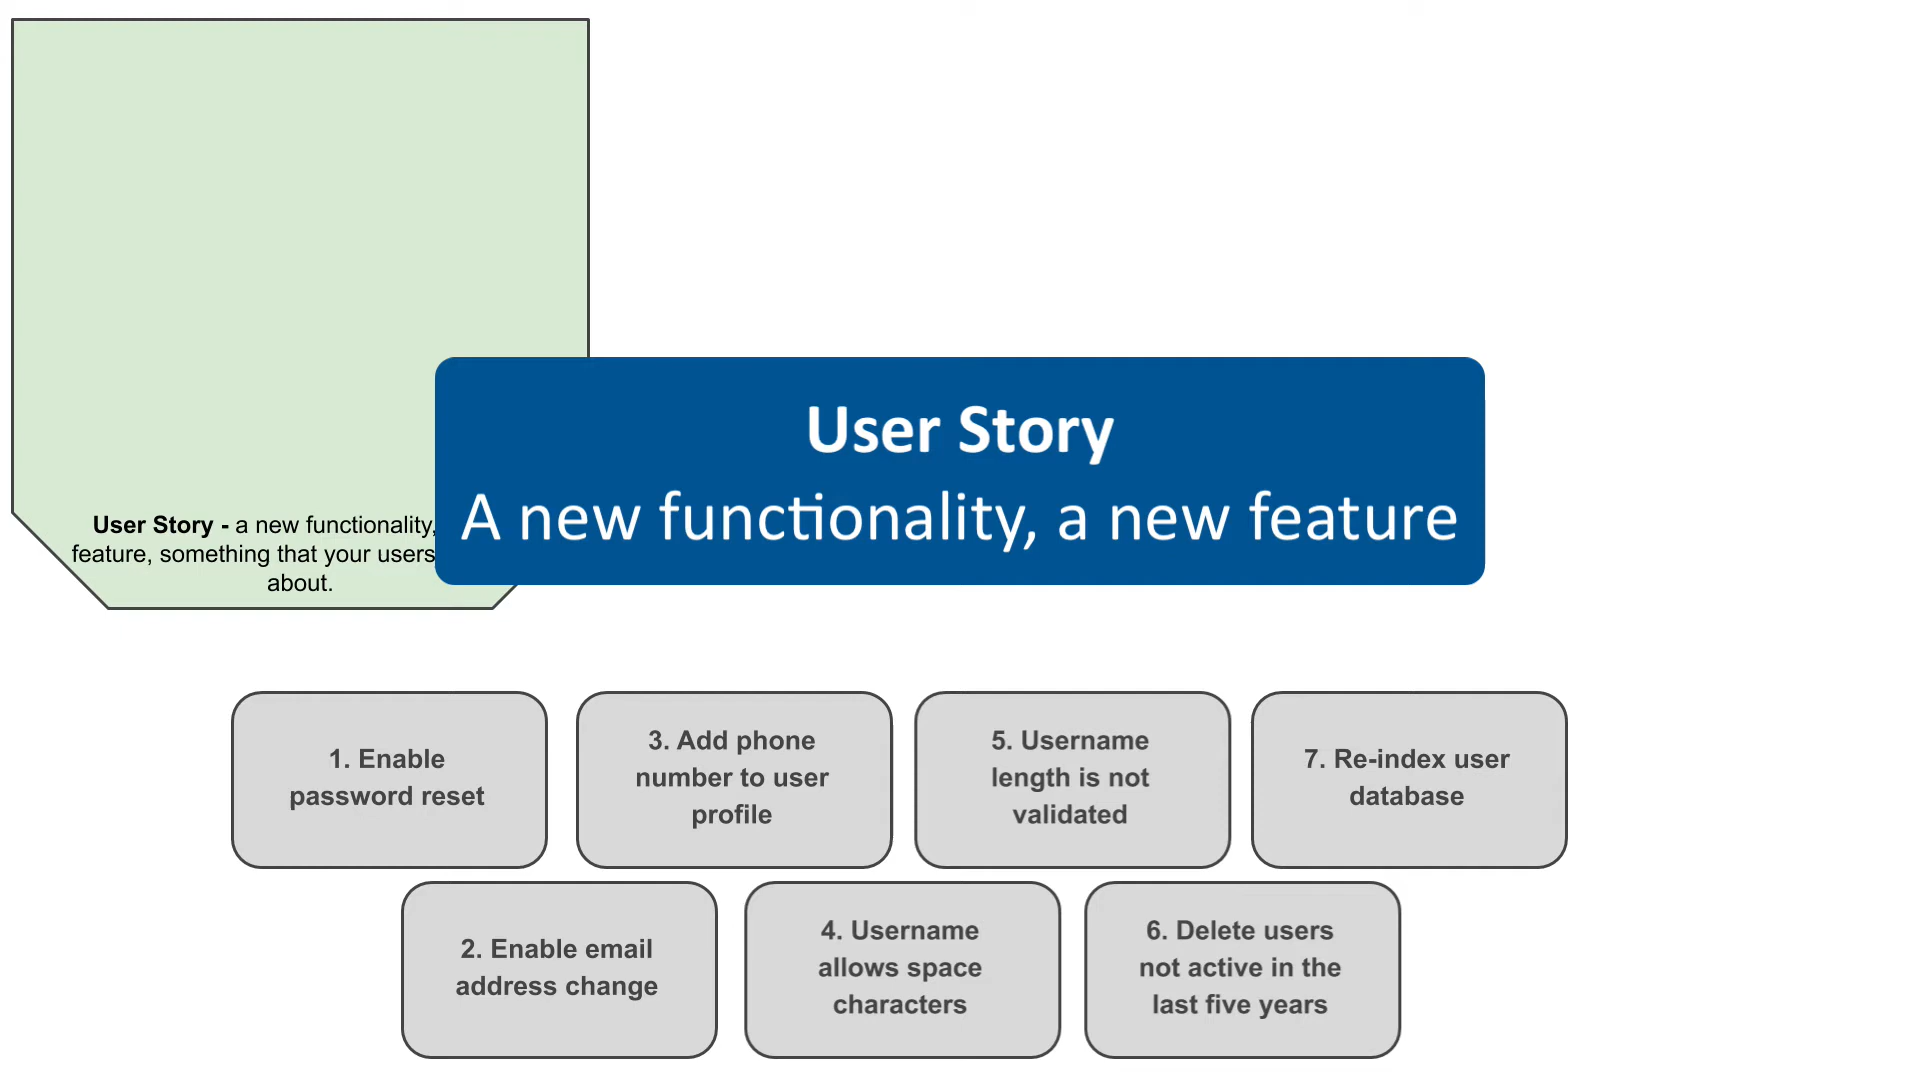 User Story
A new functionality, a new feature
User Story - a new functionality,
feature, something that your users
about.
1. Enable
password reset
3. Add phone
number to user
profile
5. Username
length is not
validated
7. Re-index user
database
2. Enable email
address change
4. Username
allows space
characters
6. Delete users
not active in the
last five years